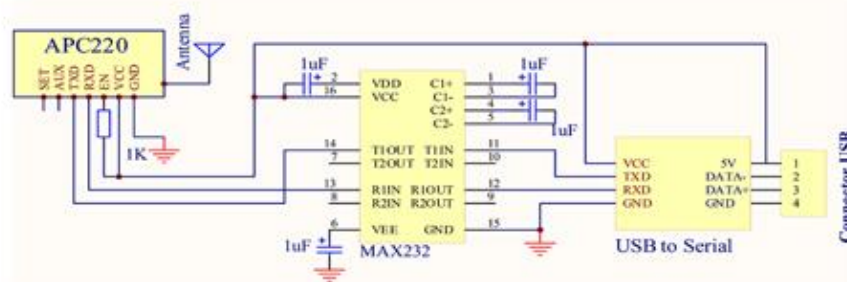 APC220
Antenna
SET AUX TXD RXD EN VCC GND
1K
1uF
2 VDD C1+ 1
16 VCC C1- 3
C2+ 4
C2- 5
1uF
1uF
14 T1OUT T1IN 11
7 T2OUT T2IN 10
13 R1IN R1OUT 12
8 R2IN R2OUT 9
6 VEE GND 15
1uF
MAX232
VCC 5V 1
TXD DATA- 2
RXD DATA+ 3
GND GND 4
USB to Serial
Connector USB